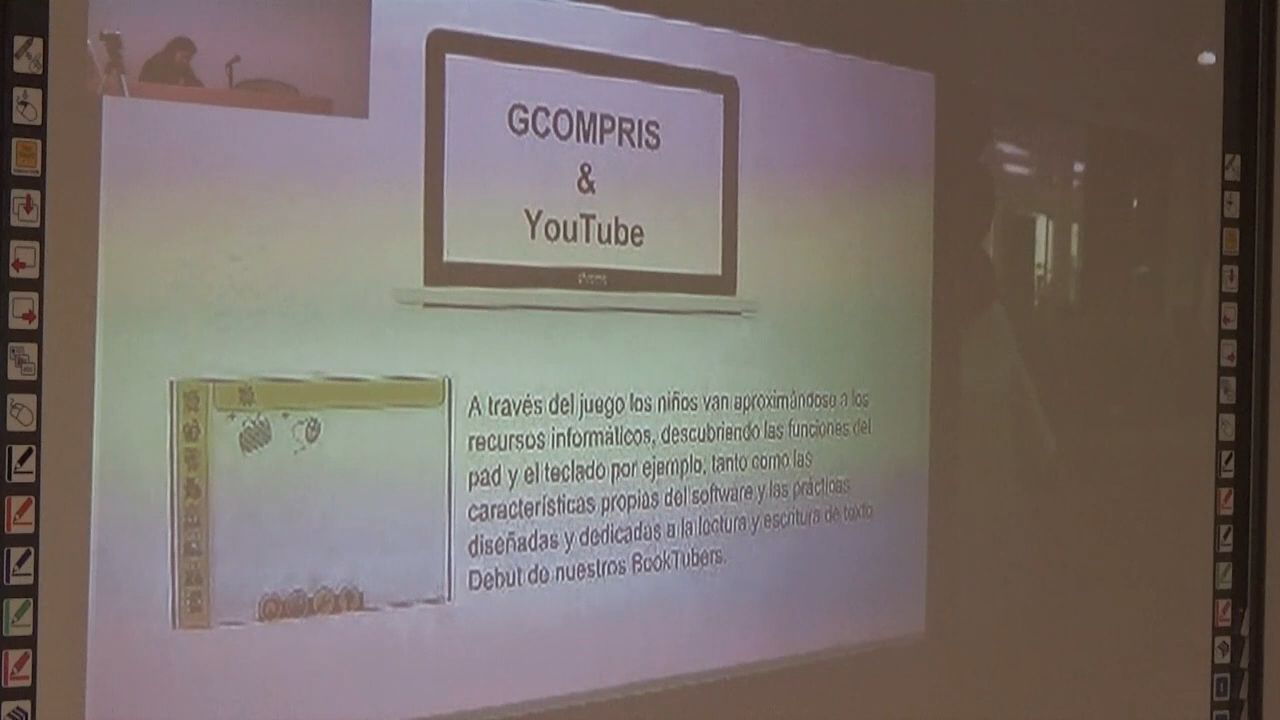 GCOMPRIS
&
YouTube
chrome
A través del juego los niños van aproximándose a los
recursos informáticos, descubriendo las funciones del
pad y el teclado por ejemplo, tanto como las
características propias del software y las prácticas
diseñadas y dedicadas a la lectura y escritura de texto
Debut de nuestros BookTubers.